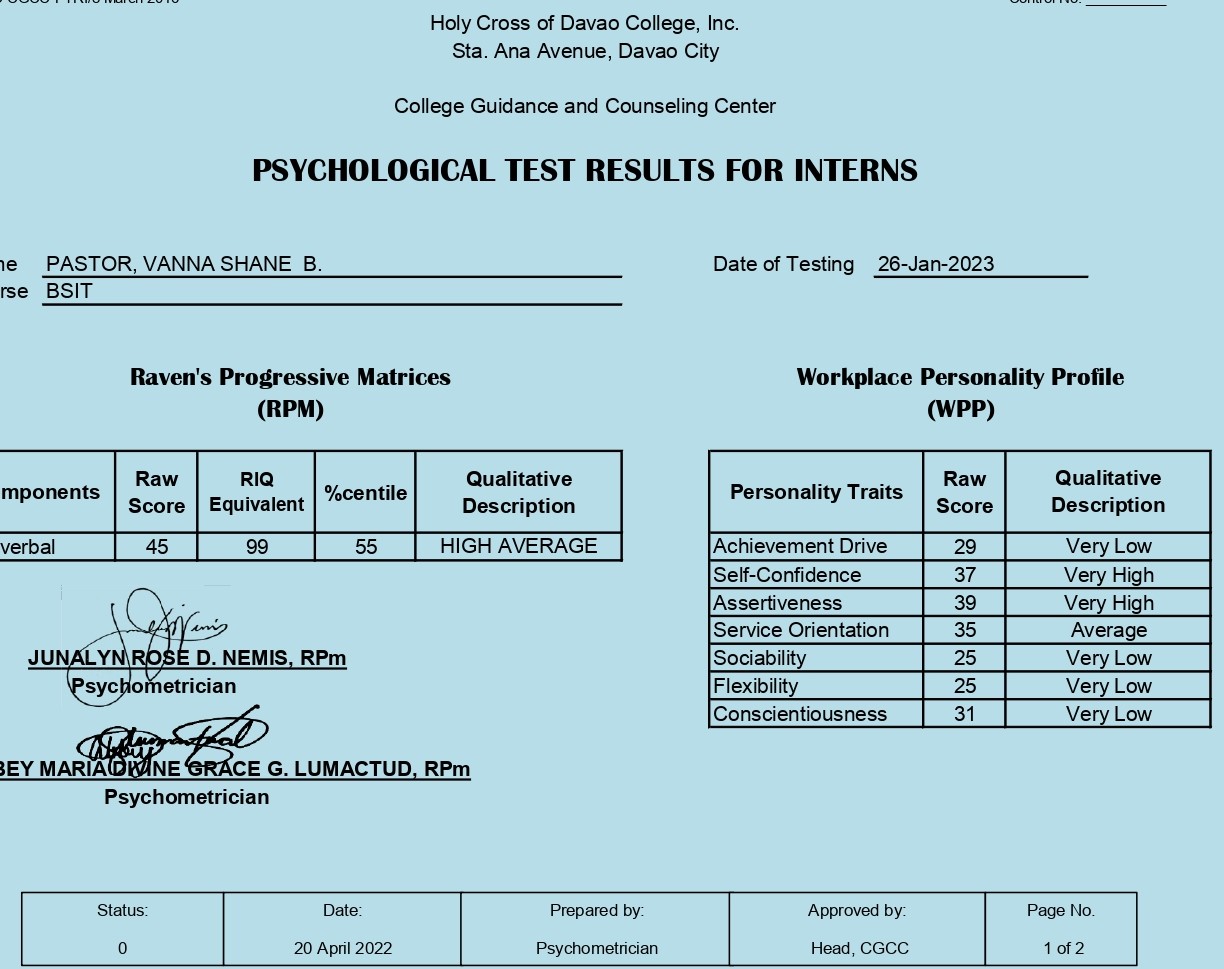 Holy Cross of Davao College, Inc.
Sta. Ana Avenue, Davao City
College Guidance and Counseling Center
PSYCHOLOGICAL TEST RESULTS FOR INTERNS
ne PASTOR, VANNA SHANE B. Date of Testing 26-Jan-2023
rse BSIT
Raven's Progressive Matrices Workplace Personality Profile
(RPM) (WPP)
mponents Raw Score RIQ Equivalent %centile Qualitative Description
verbal 45 99 55 HIGH AVERAGE
Personality Traits Raw Score Qualitative Description
Achievement Drive 29 Very Low
Self-Confidence 37 Very High
Assertiveness 39 Very High
Service Orientation 35 Average
Sociability 25 Very Low
Flexibility 25 Very Low
Conscientiousness 31 Very Low
JUNALYN ROSE D. NEMIS, RPm
Psychometrician
BEY MARIA DIVINE GRACE G. LUMACTUD, RPm
Psychometrician
Status: Date: Prepared by: Approved by: Page No.
0 20 April 2022 Psychometrician Head, CGCC 1 of 2